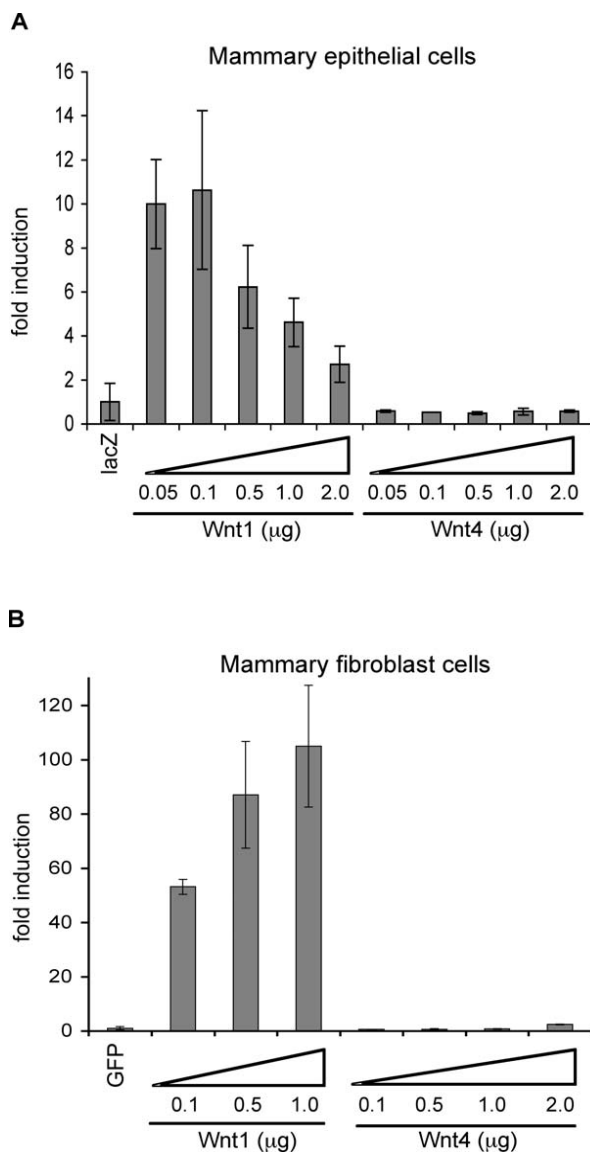 A
Mammary epithelial cells
16
14
12
10
8
6
4
2
0
fold induction
lacZ
0.05 0.1 0.5 1.0 2.0 0.05 0.1 0.5 1.0 2.0
Wnt1 (μg) Wnt4 (μg)
B
Mammary fibroblast cells
120
100
80
60
40
20
0
fold induction
GFP
0.1 0.5 1.0 0.1 0.5 1.0 2.0
Wnt1 (μg) Wnt4 (μg)